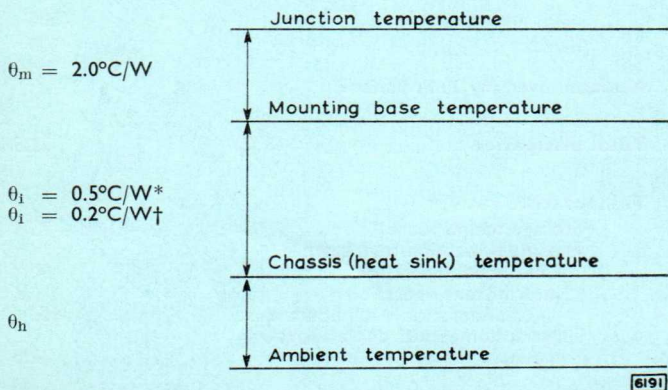 Junction temperature
θm = 2.0°C/W
Mounting base temperature
θi = 0.5°C/W*
θi = 0.2°C/W†
Chassis (heat sink) temperature
θh
Ambient temperature
6191